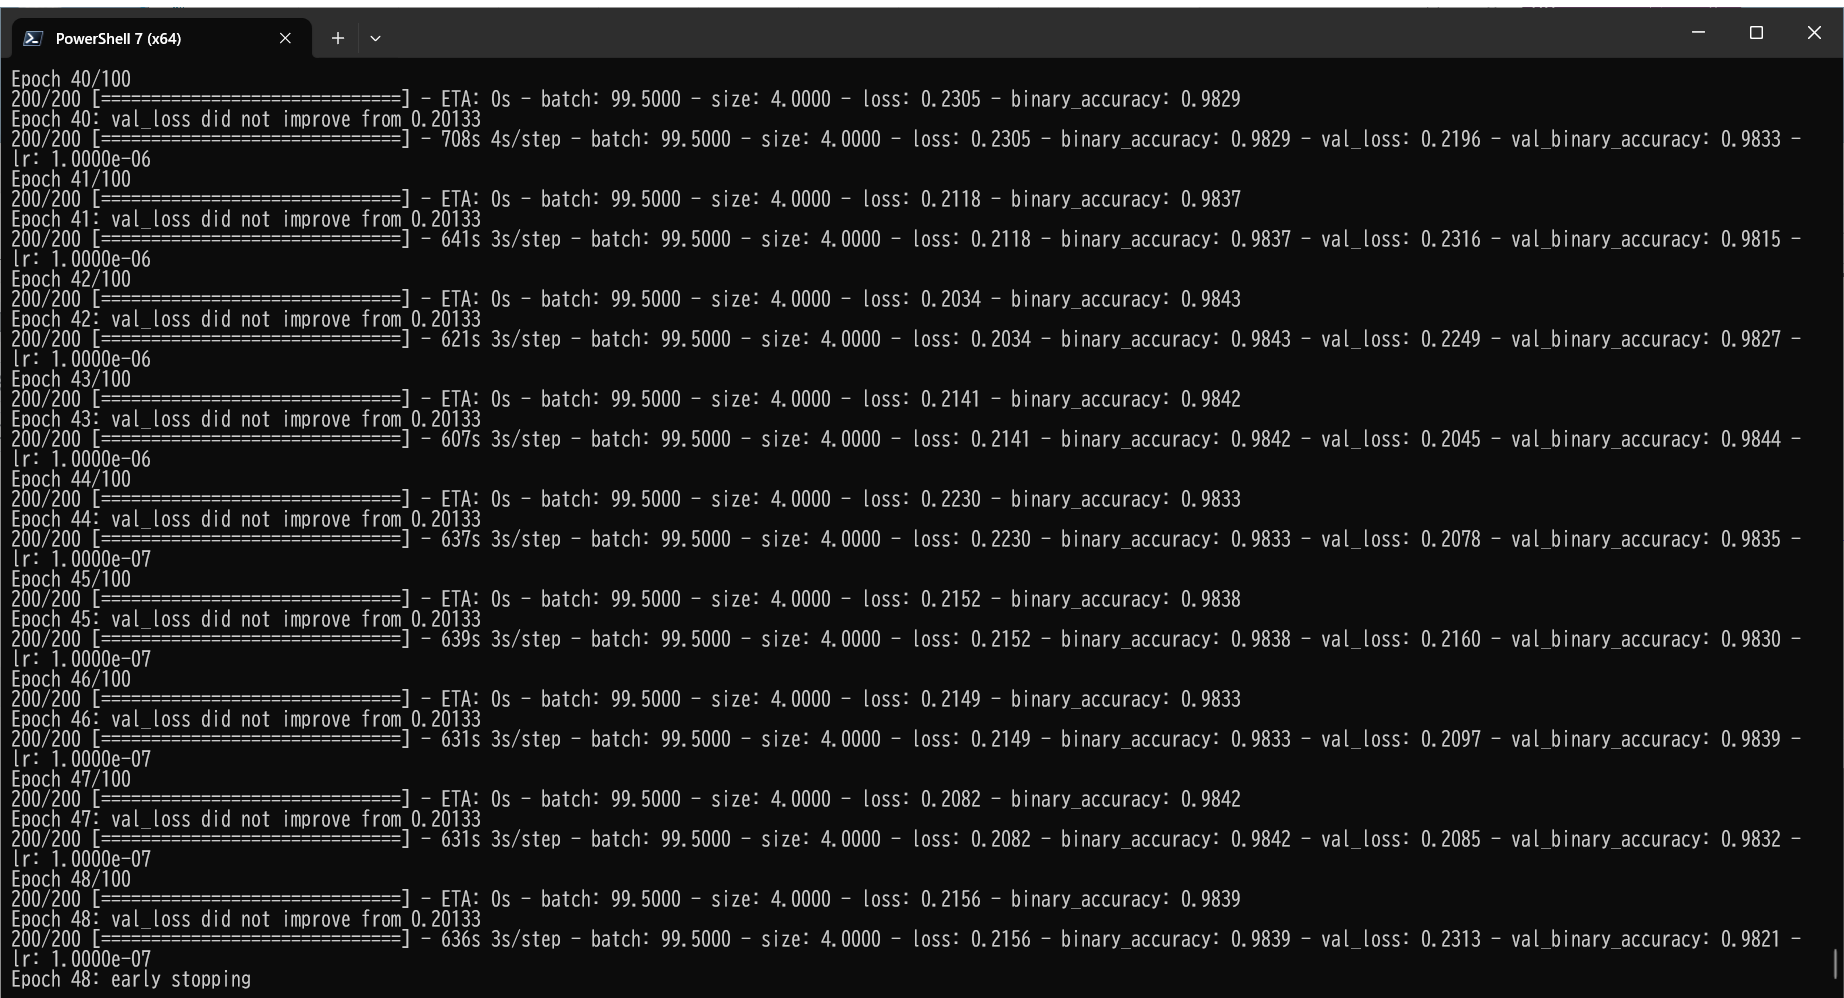 PowerShell 7 (x64)
Epoch 40/100
200/200 [==============================] - ETA: 0s - batch: 99.5000 - size: 4.0000 - loss: 0.2305 - binary_accuracy: 0.9829
Epoch 40: val_loss did not improve from 0.20133
200/200 [==============================] - 708s 4s/step - batch: 99.5000 - size: 4.0000 - loss: 0.2305 - binary_accuracy: 0.9829 - val_loss: 0.2196 - val_binary_accuracy: 0.9833 -
lr: 1.0000e-06
Epoch 41/100
200/200 [==============================] - ETA: 0s - batch: 99.5000 - size: 4.0000 - loss: 0.2118 - binary_accuracy: 0.9837
Epoch 41: val_loss did not improve from 0.20133
200/200 [==============================] - 641s 3s/step - batch: 99.5000 - size: 4.0000 - loss: 0.2118 - binary_accuracy: 0.9837 - val_loss: 0.2316 - val_binary_accuracy: 0.9815 -
lr: 1.0000e-06
Epoch 42/100
200/200 [==============================] - ETA: 0s - batch: 99.5000 - size: 4.0000 - loss: 0.2034 - binary_accuracy: 0.9843
Epoch 42: val_loss did not improve from 0.20133
200/200 [==============================] - 621s 3s/step - batch: 99.5000 - size: 4.0000 - loss: 0.2034 - binary_accuracy: 0.9843 - val_loss: 0.2249 - val_binary_accuracy: 0.9827 -
lr: 1.0000e-06
Epoch 43/100
200/200 [==============================] - ETA: 0s - batch: 99.5000 - size: 4.0000 - loss: 0.2141 - binary_accuracy: 0.9842
Epoch 43: val_loss did not improve from 0.20133
200/200 [==============================] - 607s 3s/step - batch: 99.5000 - size: 4.0000 - loss: 0.2141 - binary_accuracy: 0.9842 - val_loss: 0.2045 - val_binary_accuracy: 0.9844 -
lr: 1.0000e-06
Epoch 44/100
200/200 [==============================] - ETA: 0s - batch: 99.5000 - size: 4.0000 - loss: 0.2230 - binary_accuracy: 0.9833
Epoch 44: val_loss did not improve from 0.20133
200/200 [==============================] - 637s 3s/step - batch: 99.5000 - size: 4.0000 - loss: 0.2230 - binary_accuracy: 0.9833 - val_loss: 0.2078 - val_binary_accuracy: 0.9835 -
lr: 1.0000e-07
Epoch 45/100
200/200 [==============================] - ETA: 0s - batch: 99.5000 - size: 4.0000 - loss: 0.2152 - binary_accuracy: 0.9838
Epoch 45: val_loss did not improve from 0.20133
200/200 [==============================] - 639s 3s/step - batch: 99.5000 - size: 4.0000 - loss: 0.2152 - binary_accuracy: 0.9838 - val_loss: 0.2160 - val_binary_accuracy: 0.9830 -
lr: 1.0000e-07
Epoch 46/100
200/200 [==============================] - ETA: 0s - batch: 99.5000 - size: 4.0000 - loss: 0.2149 - binary_accuracy: 0.9833
Epoch 46: val_loss did not improve from 0.20133
200/200 [==============================] - 631s 3s/step - batch: 99.5000 - size: 4.0000 - loss: 0.2149 - binary_accuracy: 0.9833 - val_loss: 0.2097 - val_binary_accuracy: 0.9839 -
lr: 1.0000e-07
Epoch 47/100
200/200 [==============================] - ETA: 0s - batch: 99.5000 - size: 4.0000 - loss: 0.2082 - binary_accuracy: 0.9842
Epoch 47: val_loss did not improve from 0.20133
200/200 [==============================] - 631s 3s/step - batch: 99.5000 - size: 4.0000 - loss: 0.2082 - binary_accuracy: 0.9842 - val_loss: 0.2085 - val_binary_accuracy: 0.9832 -
lr: 1.0000e-07
Epoch 48/100
200/200 [==============================] - ETA: 0s - batch: 99.5000 - size: 4.0000 - loss: 0.2156 - binary_accuracy: 0.9839
Epoch 48: val_loss did not improve from 0.20133
200/200 [==============================] - 636s 3s/step - batch: 99.5000 - size: 4.0000 - loss: 0.2156 - binary_accuracy: 0.9839 - val_loss: 0.2313 - val_binary_accuracy: 0.9821 -
lr: 1.0000e-07
Epoch 48: early stopping